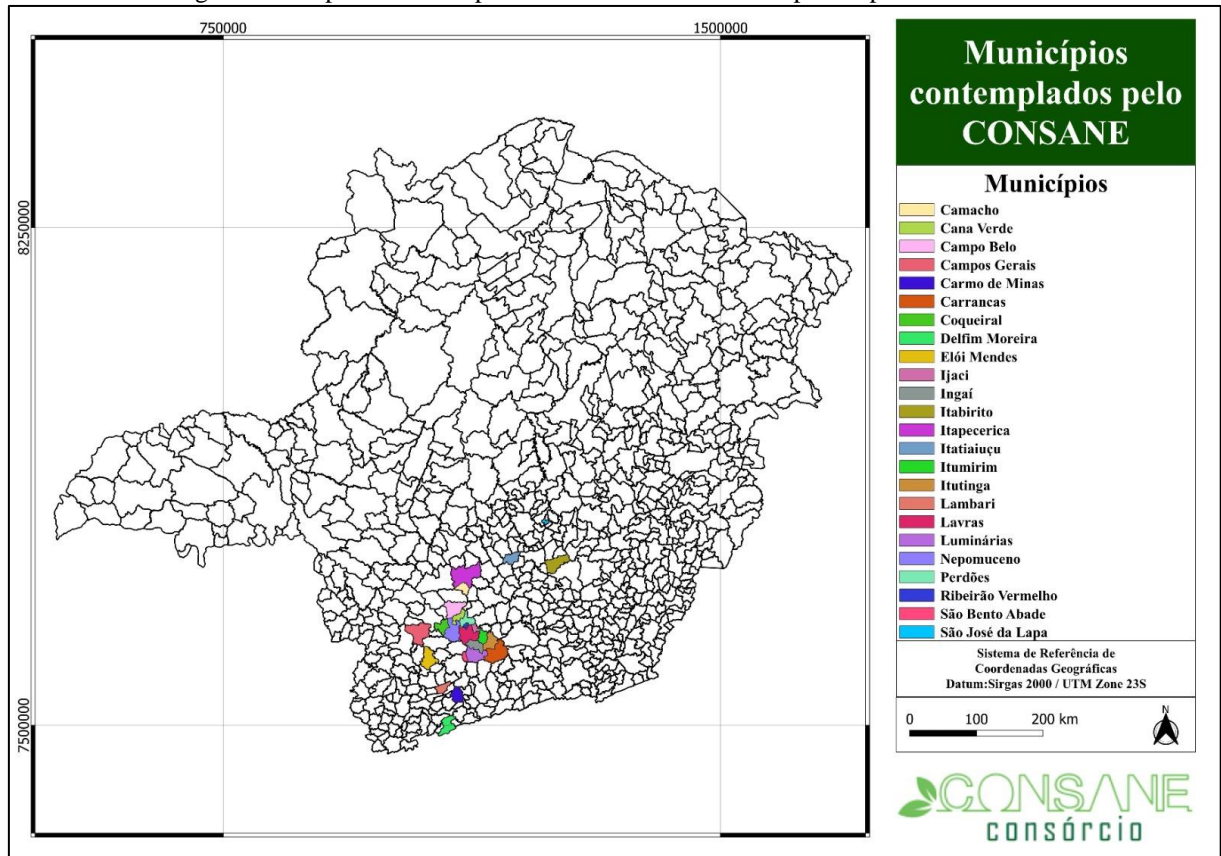 750000
1500000
8250000
7500000
Municípios
contemplados pelo
CONSANE
Municípios
Camacho
Cana Verde
Campo Belo
Campos Gerais
Carmo de Minas
Carrancas
Coqueiral
Delfim Moreira
Elói Mendes
Ijaci
Ingaí
Itabirito
Itapecerica
Itatiaiuçu
Itumirim
Itutinga
Lambari
Lavras
Luminárias
Nepomuceno
Perdões
Ribeirão Vermelho
São Bento Abade
São José da Lapa
Sistema de Referência de
Coordenadas Geográficas
Datum:Sirgas 2000 / UTM Zone 23S
0 100 200 km
N
CONSANE
consórcio